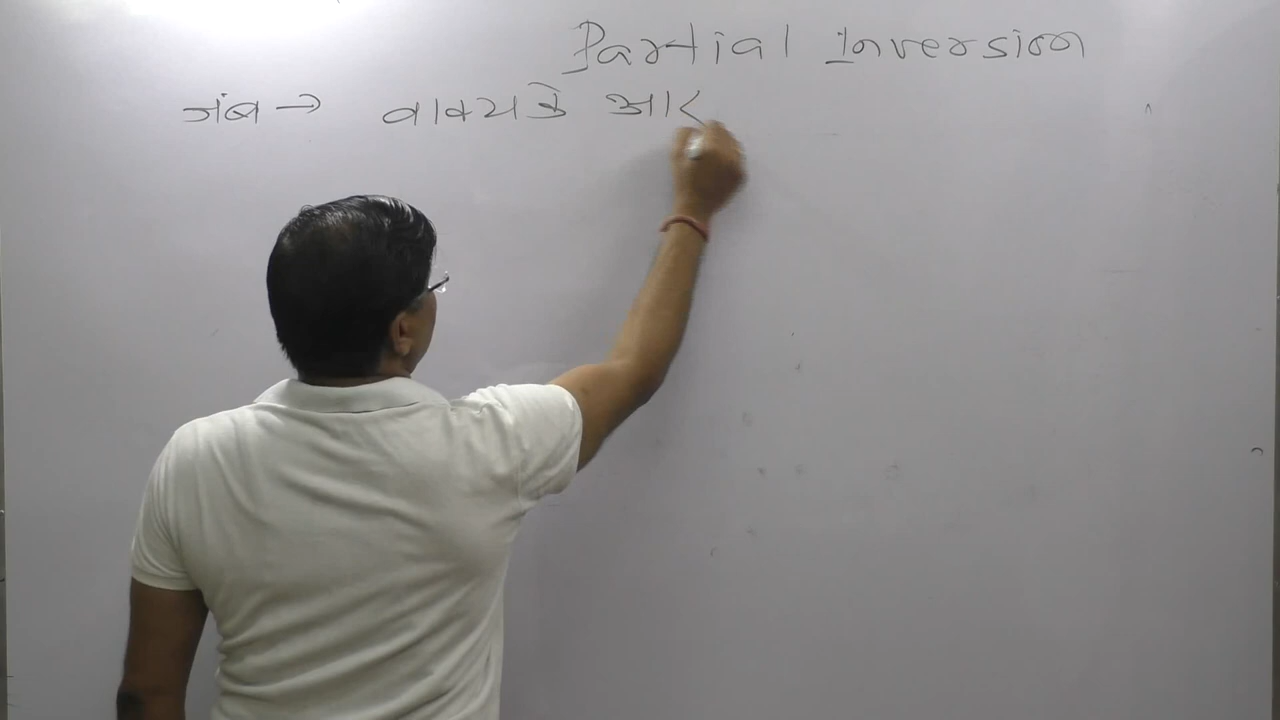 Partial Inversion
जब → वाक्य के आर